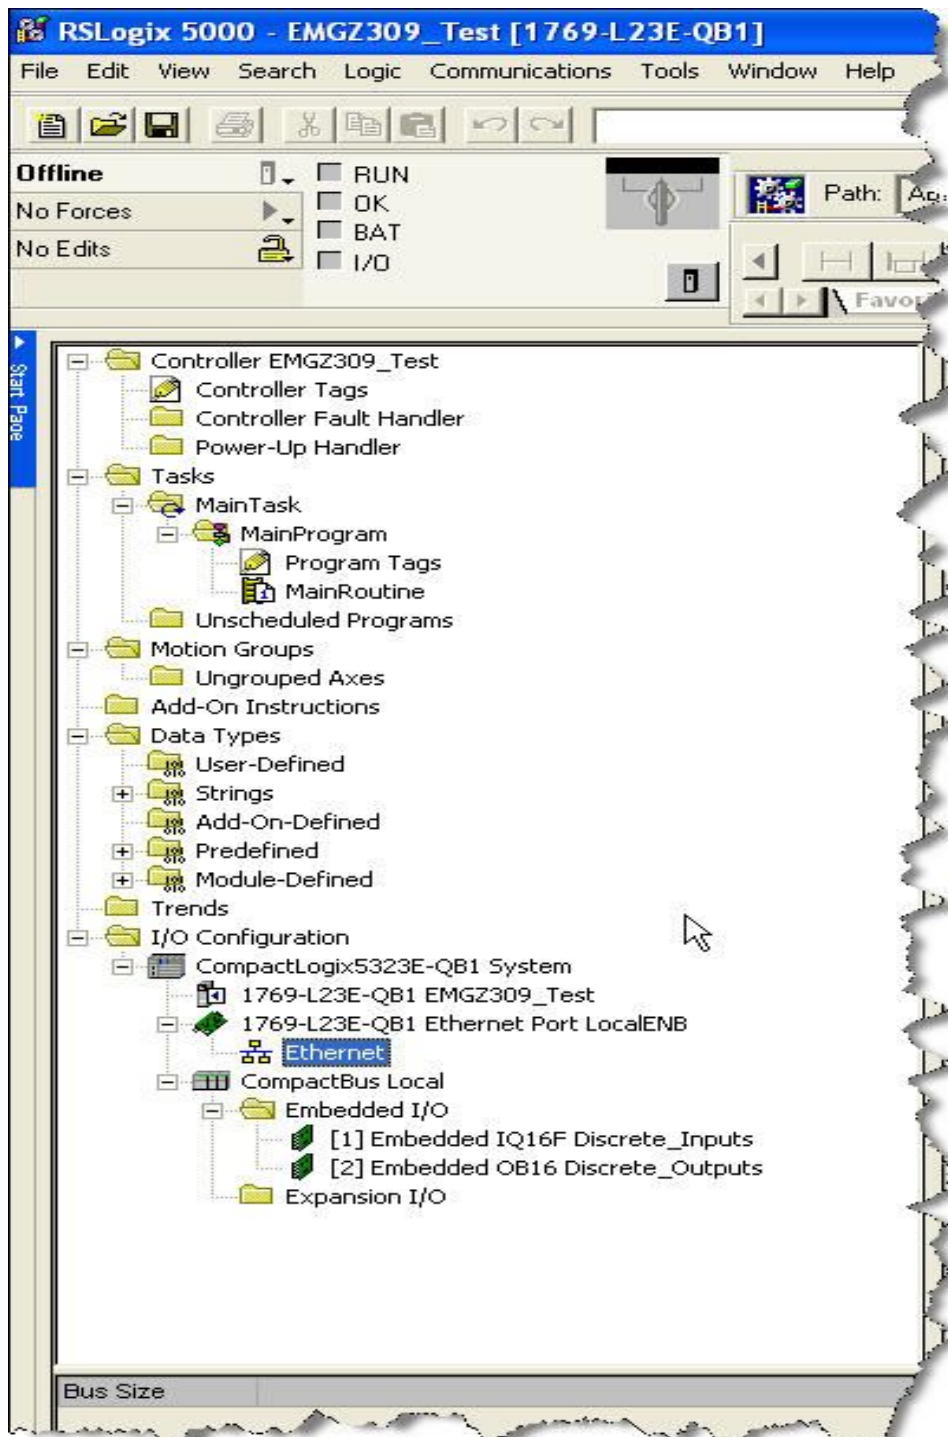 RSLogix 5000 - EMGZ309_Test [1769-L23E-QB1]
File Edit View Search Logic Communications Tools Window Help
Offline
RUN
No Forces
OK
Path:
No Edits
BAT
I/O
Start Page
Controller EMGZ309_Test
Controller Tags
Controller Fault Handler
Power-Up Handler
Tasks
MainTask
MainProgram
Program Tags
MainRoutine
Unscheduled Programs
Motion Groups
Ungrouped Axes
Add-On Instructions
Data Types
User-Defined
Strings
Add-On-Defined
Predefined
Module-Defined
Trends
I/O Configuration
CompactLogix5323E-QB1 System
1769-L23E-QB1 EMGZ309_Test
1769-L23E-QB1 Ethernet Port LocalENB
Ethernet
CompactBus Local
Embedded I/O
[1] Embedded IQ16F Discrete_Inputs
[2] Embedded OB16 Discrete_Outputs
Expansion I/O
Bus Size